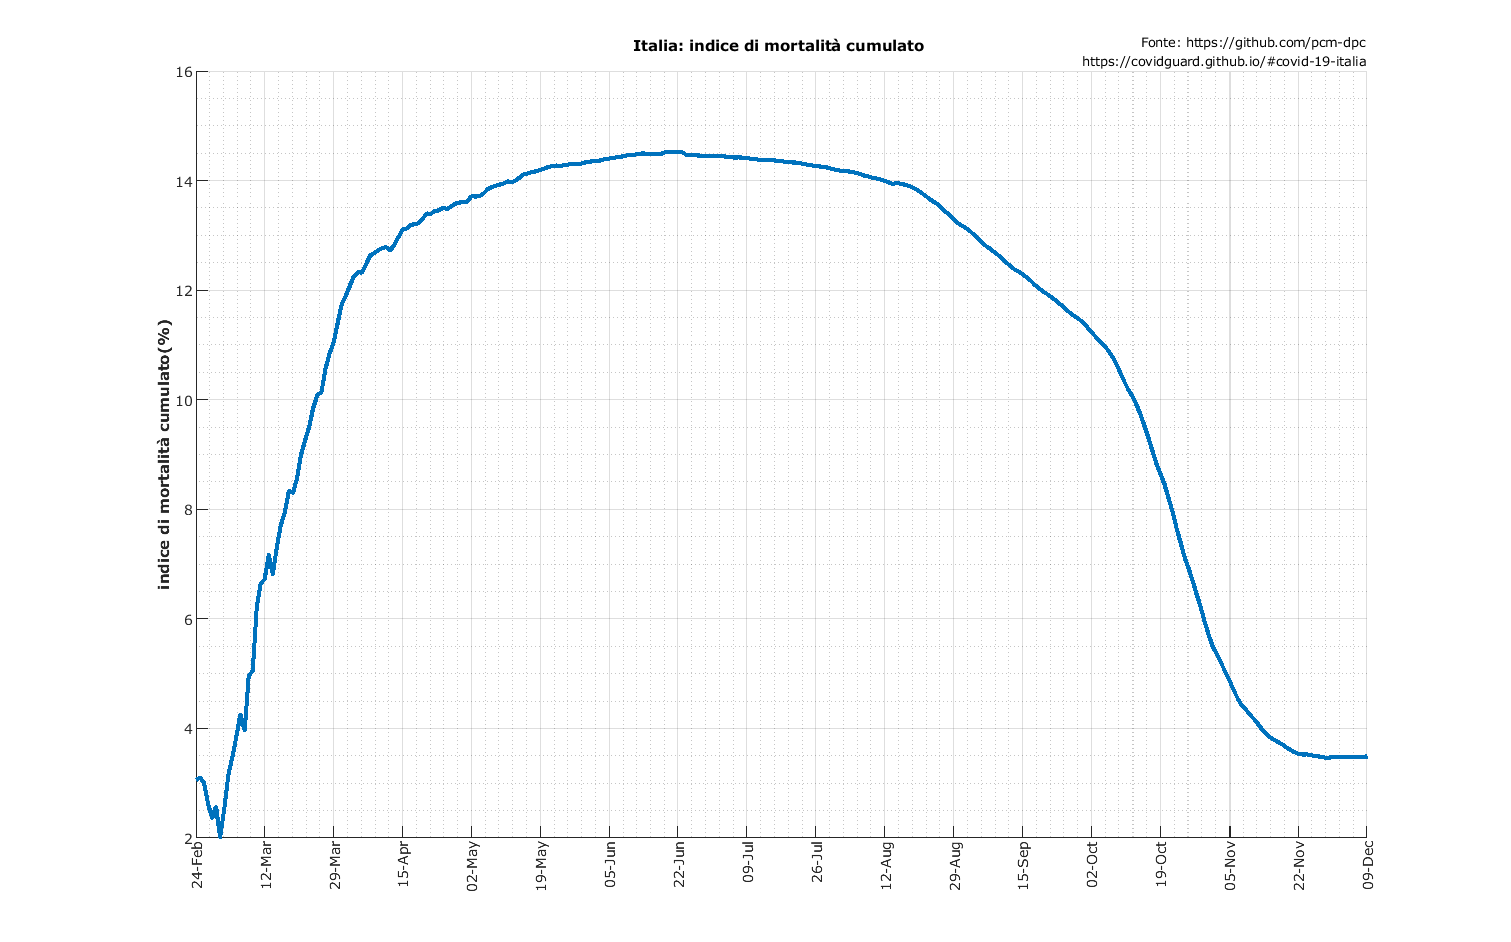 Italia: indice di mortalità cumulato
Fonte: https://github.com/pcm-dpc
https://covidguard.github.io/#covid-19-italia
indice di mortalità cumulato(%)
16
14
12
10
8
6
4
2
24-Feb
12-Mar
29-Mar
15-Apr
02-May
19-May
05-Jun
22-Jun
09-Jul
26-Jul
12-Aug
29-Aug
15-Sep
02-Oct
19-Oct
05-Nov
22-Nov
09-Dec